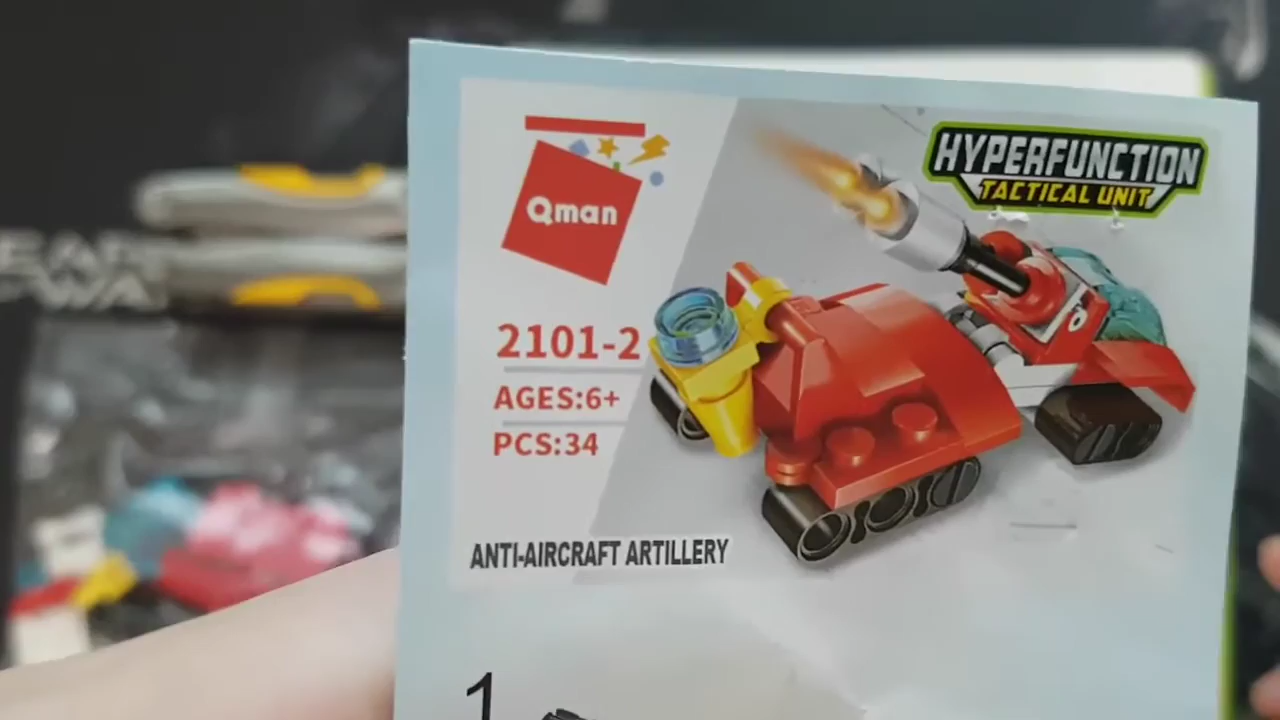 HYPERFUNCTION
TACTICAL UNIT
Qman
2101-2
AGES:6+
PCS:34
ANTI-AIRCRAFT ARTILLERY
1